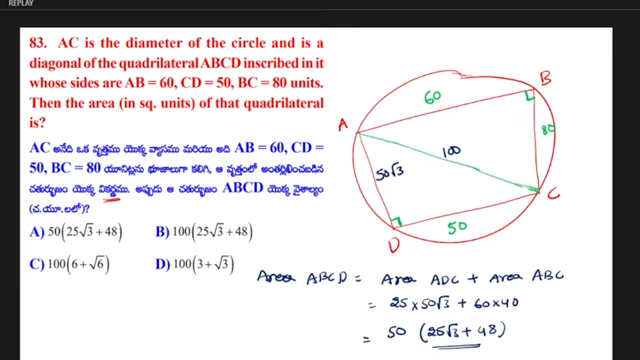 REPLAY
83. AC is the diameter of the circle and is a
diagonal of the quadrilateral ABCD inscribed in it
whose sides are AB = 60, CD = 50, BC = 80 units.
Then the area (in sq. units) of that quadrilateral
is?
AC అనేది ఒక వృత్తము యొక్క వ్యాసము మరియు అది AB = 60, CD =
50, BC = 80 యూనిట్లను భూజాలుగా కలిగి, ఆ వృత్తంలో అంతర్లిఖించబడిన
చతుర్భుజం యొక్క వికర్ణము. అప్పుడు ఆ చతుర్భుజం ABCD యొక్క వైశాల్యం
(చ.యూ.లలో)?
A) 50(25√3 + 48) B) 100(25√3 + 48)
C) 100(6 + √6) D) 100(3 + √3)
B
60
A
80
100
50√3
C
50
D
Area ABCD = Area ADC + Area ABC
= 25 × 50√3 + 60 × 40
= 50 (25√3 + 48)